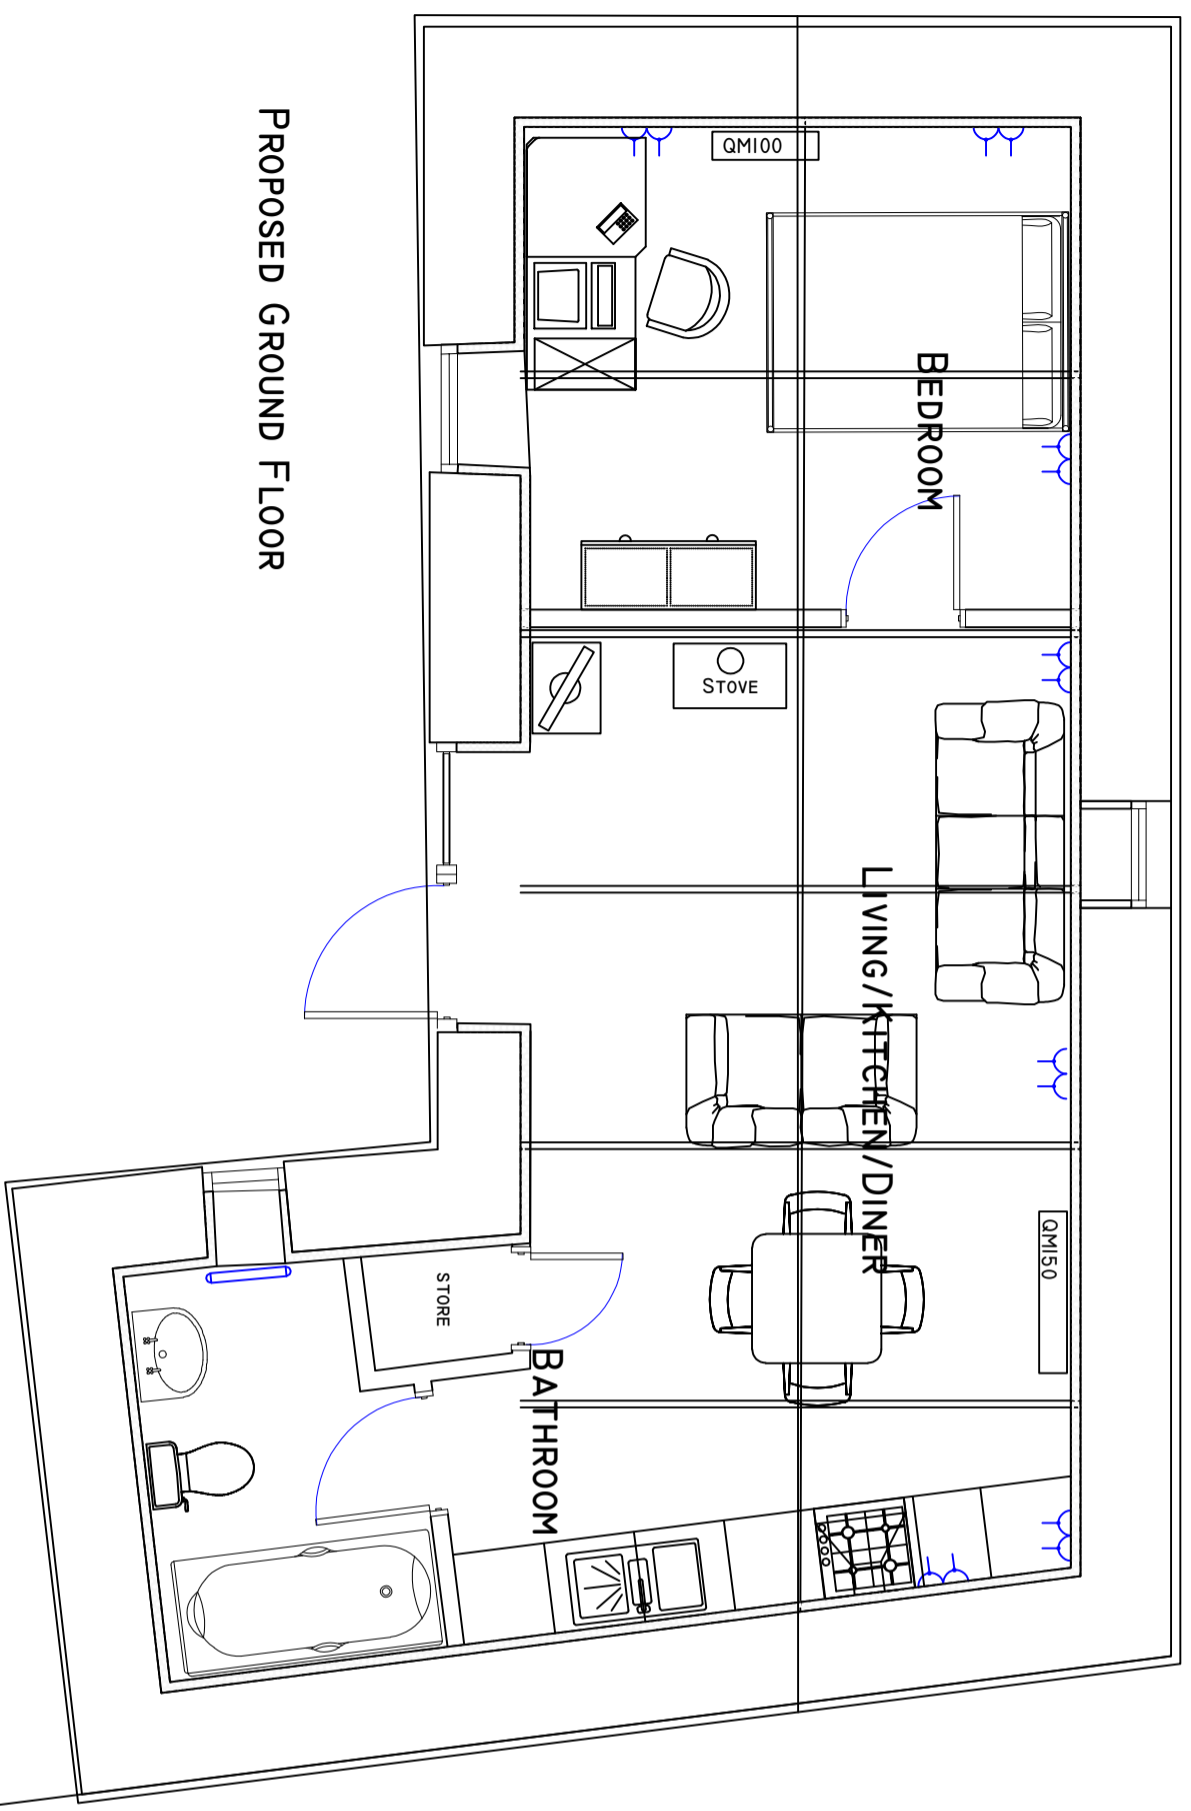 PROPOSED GROUND FLOOR
QM100
BEDROOM
STOVE
LIVING/KITCHEN/DINER
QM150
STORE
BATHROOM